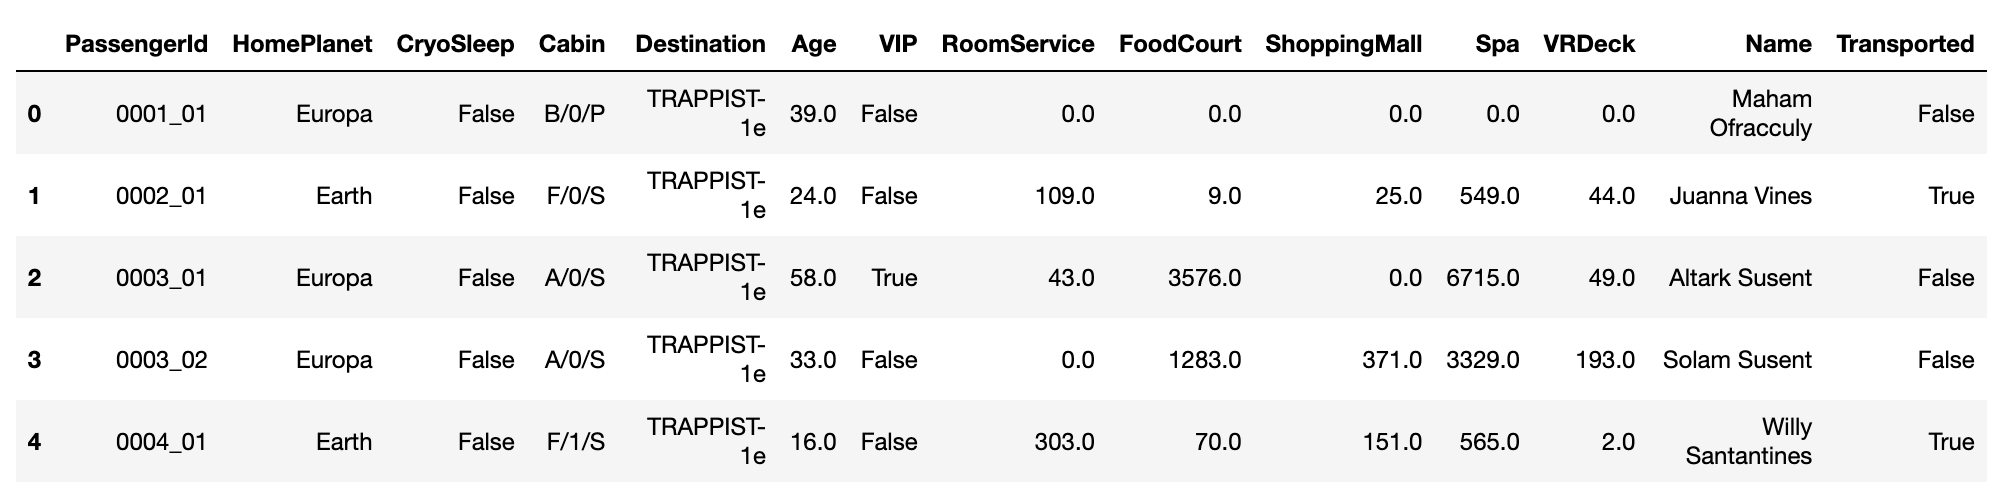 PassengerId HomePlanet CryoSleep Cabin Destination Age VIP RoomService FoodCourt ShoppingMall Spa VRDeck Name Transported
0 0001_01 Europa False B/0/P TRAPPIST-1e 39.0 False 0.0 0.0 0.0 0.0 0.0 Maham Ofracculy False
1 0002_01 Earth False F/0/S TRAPPIST-1e 24.0 False 109.0 9.0 25.0 549.0 44.0 Juanna Vines True
2 0003_01 Europa False A/0/S TRAPPIST-1e 58.0 True 43.0 3576.0 0.0 6715.0 49.0 Altark Susent False
3 0003_02 Europa False A/0/S TRAPPIST-1e 33.0 False 0.0 1283.0 371.0 3329.0 193.0 Solam Susent False
4 0004_01 Earth False F/1/S TRAPPIST-1e 16.0 False 303.0 70.0 151.0 565.0 2.0 Willy Santantines True